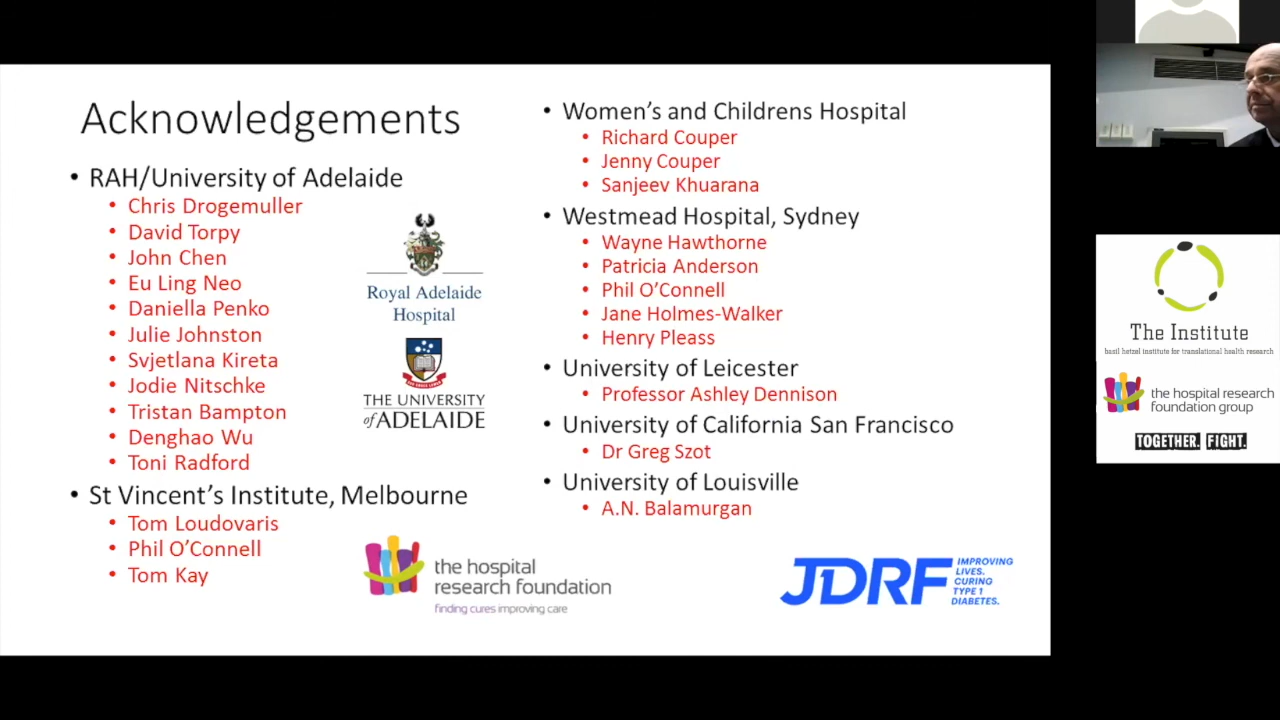 Acknowledgements
• RAH/University of Adelaide
• Chris Drogemuller
• David Torpy
• John Chen
• Eu Ling Neo
• Daniella Penko
• Julie Johnston
• Svjetlana Kireta
• Jodie Nitschke
• Tristan Bampton
• Denghao Wu
• Toni Radford
• St Vincent's Institute, Melbourne
• Tom Loudovaris
• Phil O'Connell
• Tom Kay
Royal Adelaide
Hospital
THE UNIVERSITY
of ADELAIDE
the hospital
research foundation
finding cures improving care
• Women's and Childrens Hospital
• Richard Couper
• Jenny Couper
• Sanjeev Khuarana
• Westmead Hospital, Sydney
• Wayne Hawthorne
• Patricia Anderson
• Phil O'Connell
• Jane Holmes-Walker
• Henry Pleass
• University of Leicester
• Professor Ashley Dennison
• University of California San Francisco
• Dr Greg Szot
• University of Louisville
• A.N. Balamurgan
JDRF
IMPROVING
LIVES.
CURING
TYPE 1
DIABETES.
The Institute
basil hetzel institute for translational health research
the hospital research
foundation group
TOGETHER. FIGHT.